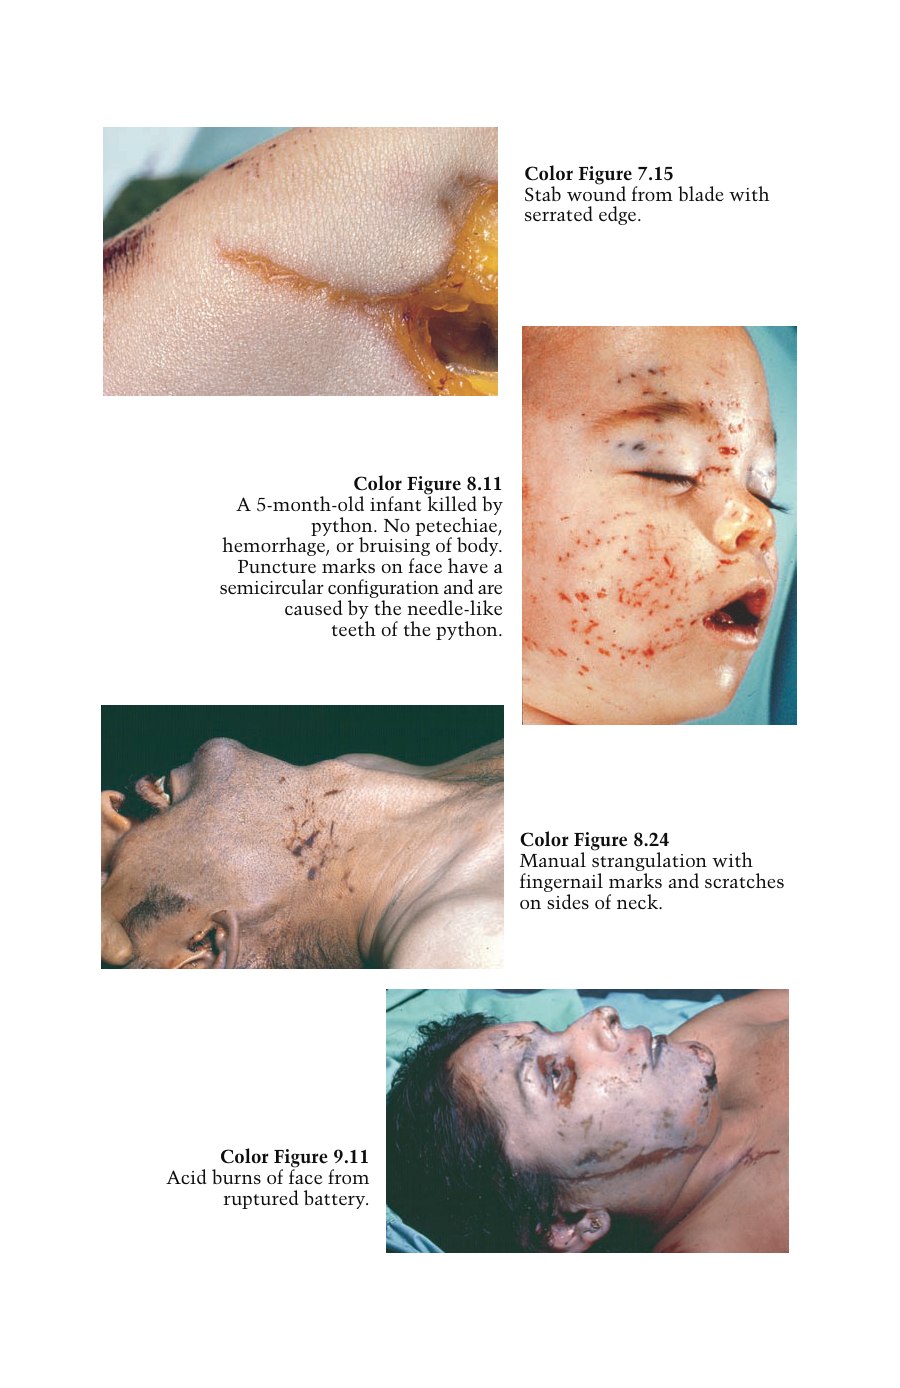 Color Figure 7.15
Stab wound from blade with
serrated edge.
Color Figure 8.11
A 5-month-old infant killed by
python. No petechiae,
hemorrhage, or bruising of body.
Puncture marks on face have a
semicircular configuration and are
caused by the needle-like
teeth of the python.
Color Figure 8.24
Manual strangulation with
fingernail marks and scratches
on sides of neck.
Color Figure 9.11
Acid burns of face from
ruptured battery.